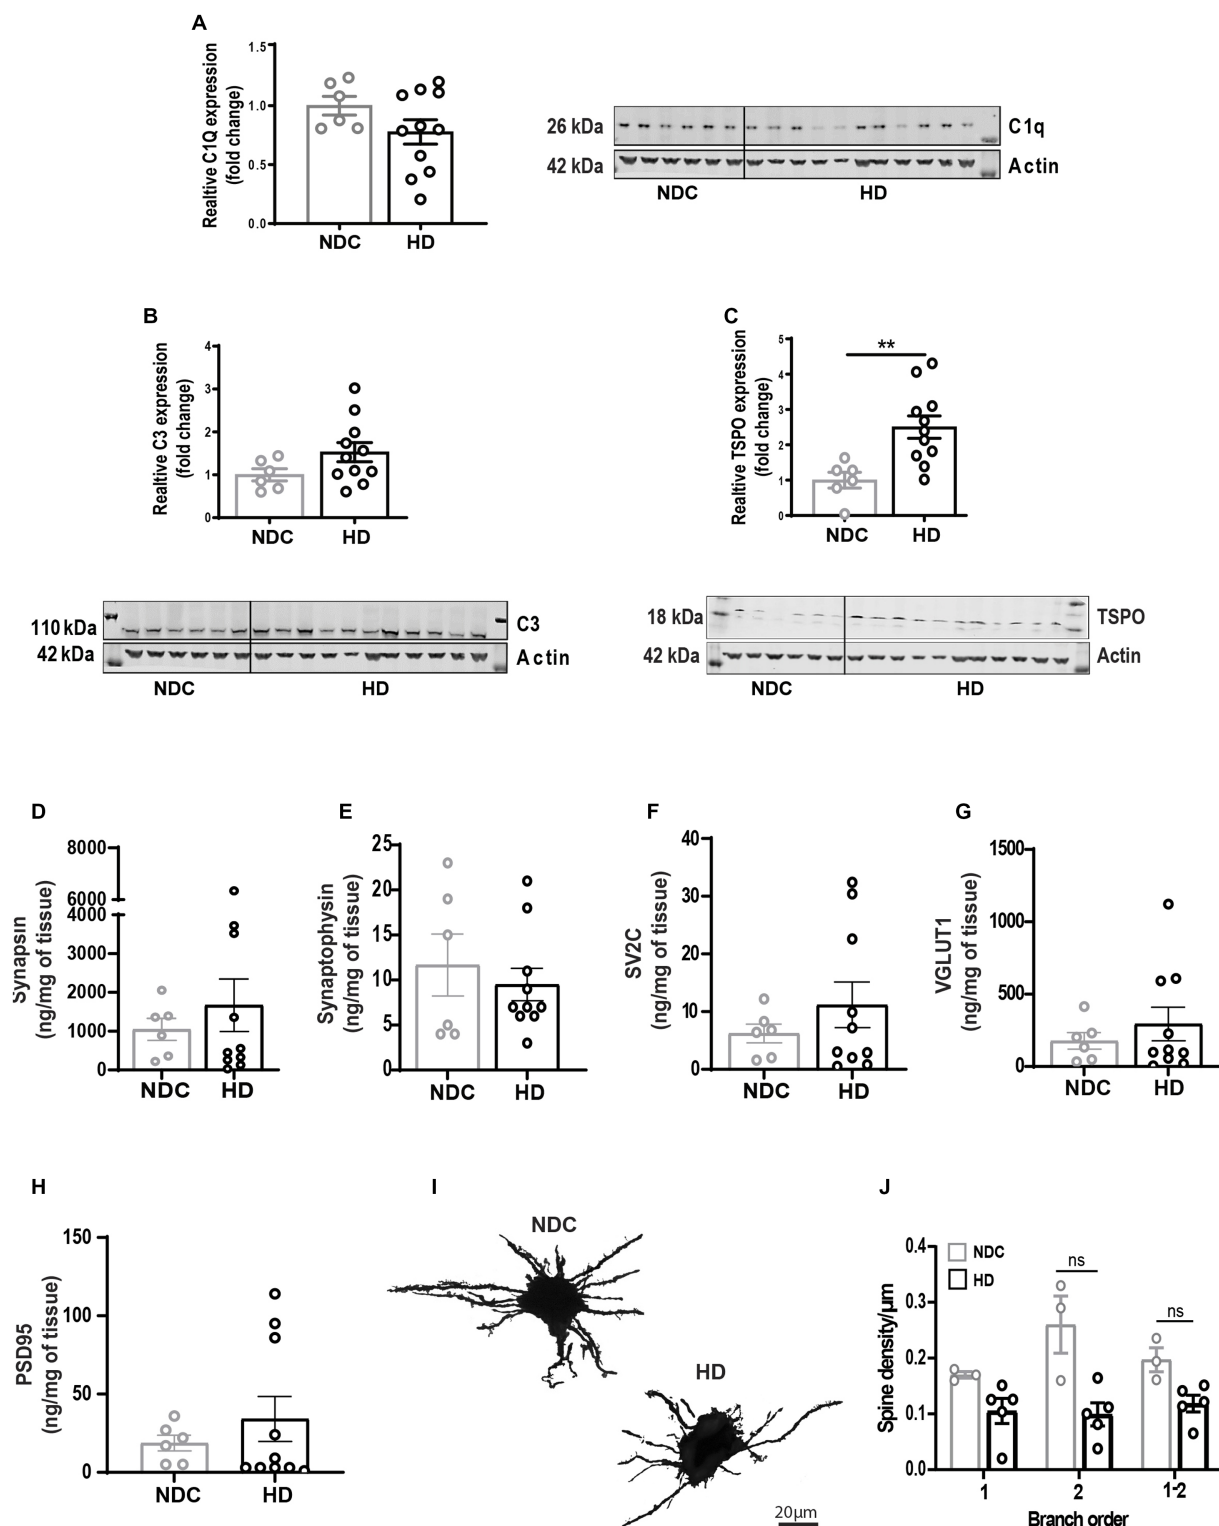 A
Realtive C1Q expression
(fold change)
1.5
1.0
0.5
0.0
NDC HD
26 kDa
C1q
42 kDa
Actin
NDC HD
B
Realtive C3 expression
(fold change)
4
3
2
1
0
NDC HD
C
Realtive TSPO expression
(fold change)
5
4
3
2
1
0
**
NDC HD
110 kDa
C3
42 kDa
Actin
NDC HD
18 kDa
TSPO
42 kDa
Actin
NDC HD
D
Synapsin
(ng/mg of tissue)
8000
6000
4000
3000
2000
1000
0
NDC HD
E
Synaptophysin
(ng/mg of tissue)
25
20
15
10
5
0
NDC HD
F
SV2C
(ng/mg of tissue)
40
30
20
10
0
NDC HD
G
VGLUT1
(ng/mg of tissue)
1500
1000
500
0
NDC HD
H
PSD95
(ng/mg of tissue)
150
100
50
0
NDC HD
I
NDC
HD
20µm
J
Spine density/µm
0.4
0.3
0.2
0.1
0.0
NDC
HD
ns
ns
1 2 1-2
Branch order